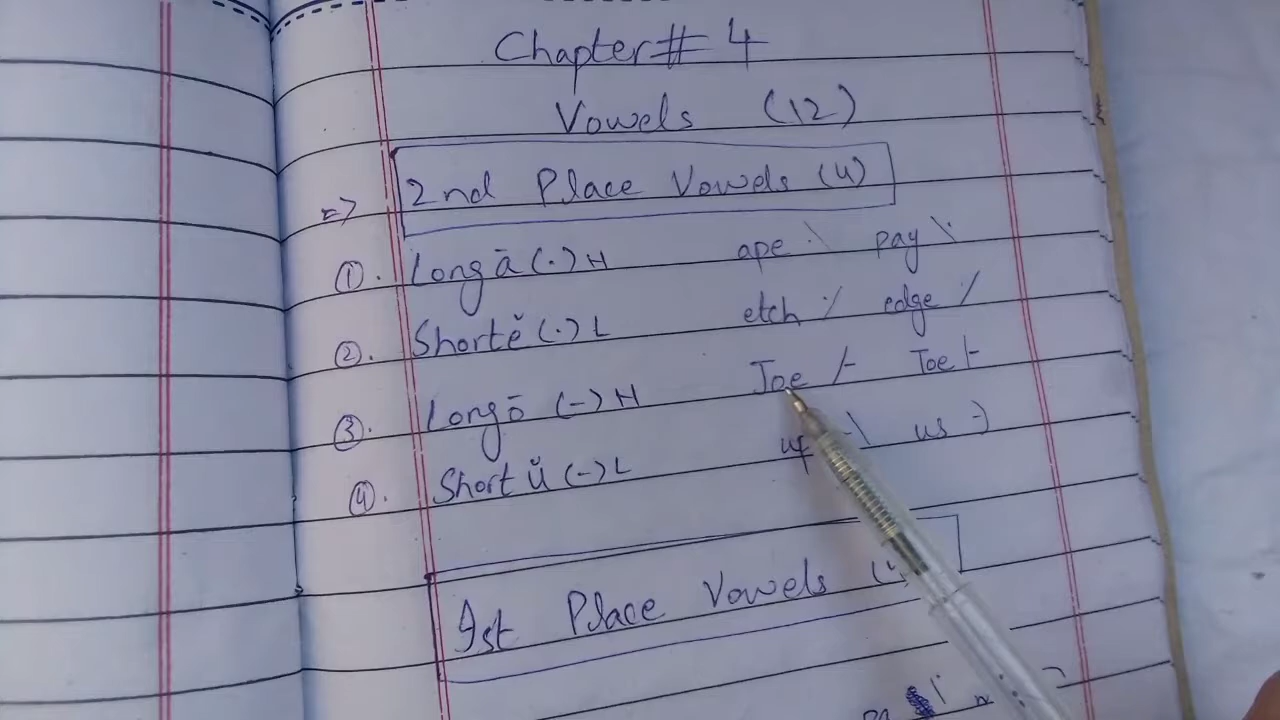 Chapter # 4
Vowels (12)
=> 2nd Place Vowels (4)
①. Long ā (·) H ape pay
②. Short ĕ (·) L etch edge
③. Long ō (-) H Joe Toe
④. Short ŭ (-) L up us
1st Place Vowels